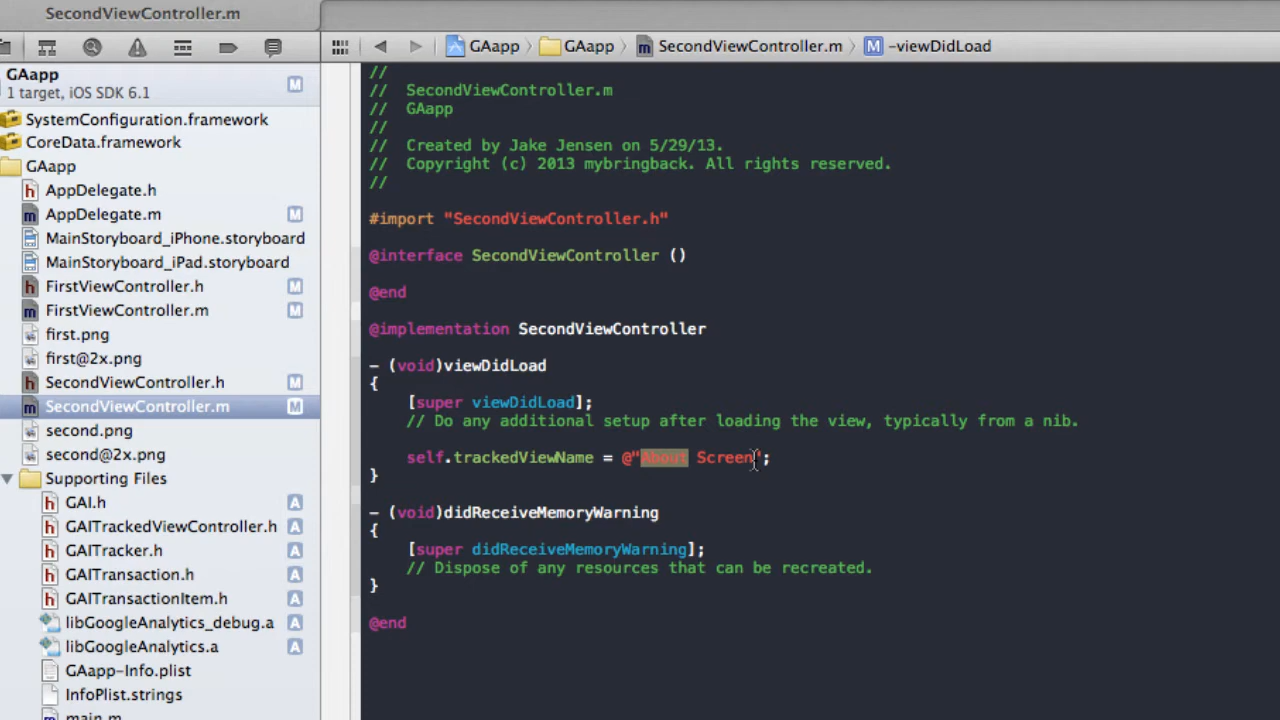 SecondViewController.m
GAapp
GAapp
SecondViewController.m
M
-viewDidLoad
GAapp
M
1 target, iOS SDK 6.1
SystemConfiguration.framework
CoreData.framework
GAapp
h AppDelegate.h
m AppDelegate.m M
MainStoryboard_iPhone.storyboard
MainStoryboard_iPad.storyboard
h FirstViewController.h M
m FirstViewController.m M
first.png
first@2x.png
h SecondViewController.h M
m SecondViewController.m M
second.png
second@2x.png
Supporting Files
h GAI.h A
h GAITrackedViewController.h A
h GAITracker.h A
h GAITransaction.h A
h GAITransactionItem.h A
libGoogleAnalytics_debug.a A
libGoogleAnalytics.a A
GAapp-Info.plist
InfoPlist.strings
main.m
//
// SecondViewController.m
// GAapp
//
// Created by Jake Jensen on 5/29/13.
// Copyright (c) 2013 mybringback. All rights reserved.
//
#import "SecondViewController.h"
@interface SecondViewController ()
@end
@implementation SecondViewController
- (void)viewDidLoad
{
[super viewDidLoad];
// Do any additional setup after loading the view, typically from a nib.
self.trackedViewName = @"About Screen";
}
- (void)didReceiveMemoryWarning
{
[super didReceiveMemoryWarning];
// Dispose of any resources that can be recreated.
}
@end